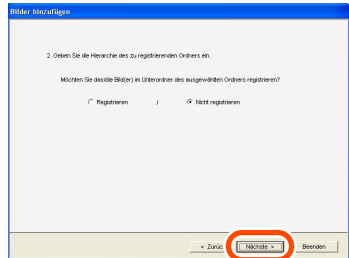 Bilder hinzufügen
2. Geben Sie die Hierarchie des zu registrierenden Ordners ein.
Möchten Sie das/die Bild(er) im Unterordner des ausgewählten Ordners registrieren?
Registrieren / Nicht registrieren
< Zurüc Nächste > Beenden